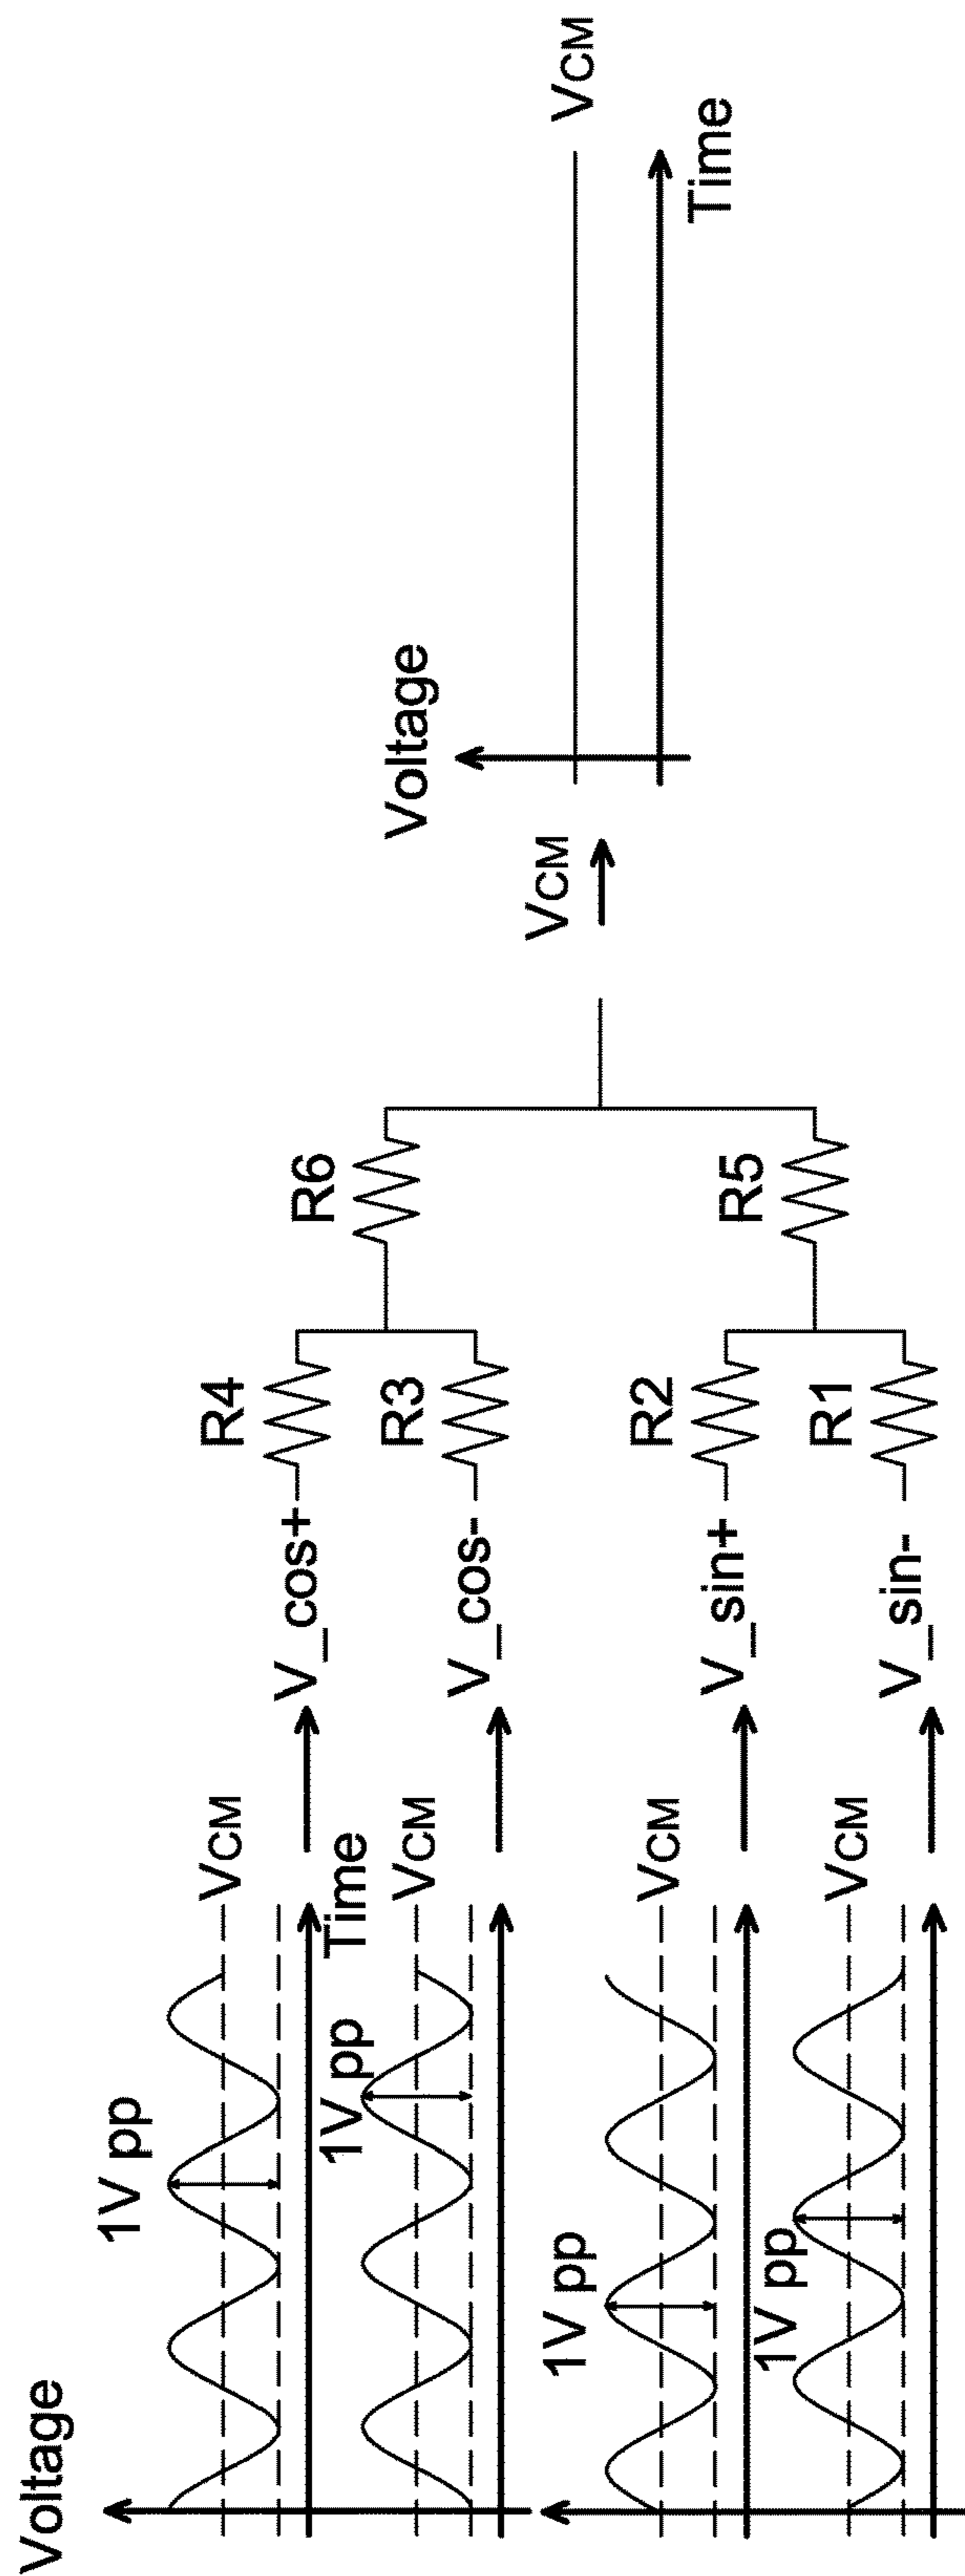 Voltage
1V pp
VCM
Time
V_cos+
R4
1V pp
VCM
V_cos-
R3
R6
1V pp
VCM
V_sin+
R2
1V pp
VCM
V_sin-
R1
R5
VCM
Voltage
VCM
Time